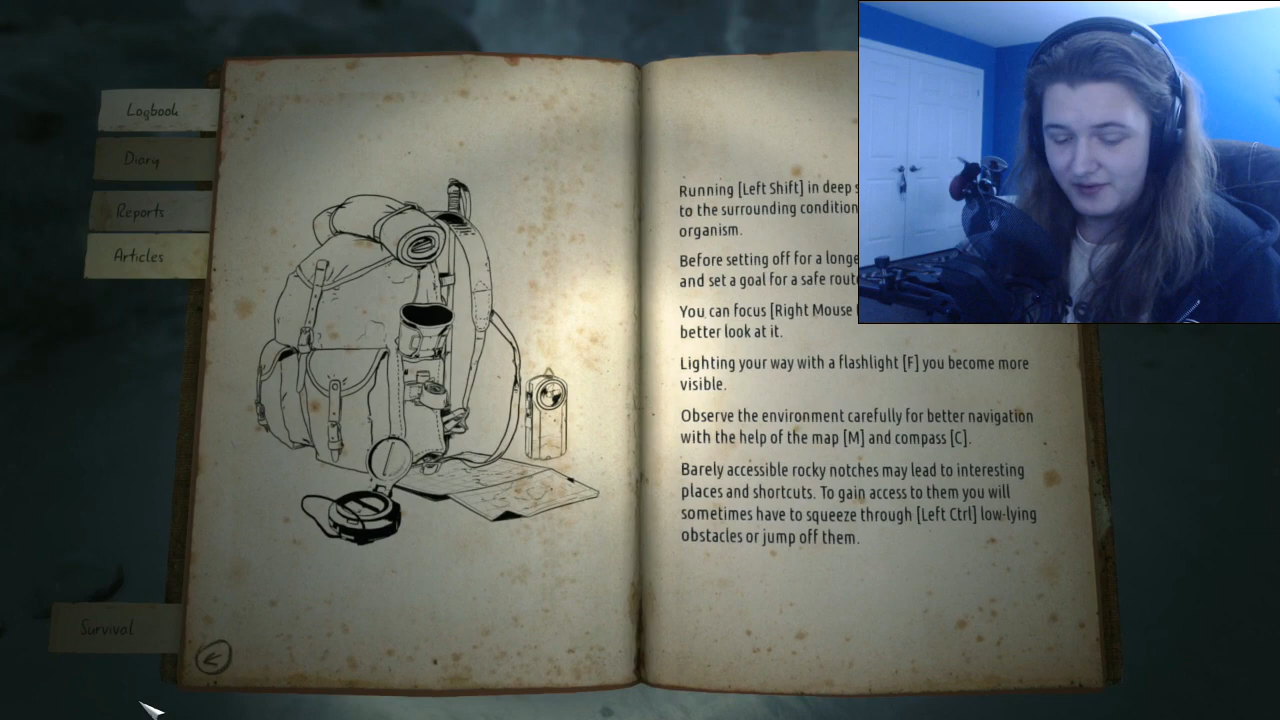 Logbook
Diary
Reports
Articles
Survival
Running [Left Shift] in deep
to the surrounding condition
organism.
Before setting off for a longe
and set a goal for a safe rout
You can focus [Right Mouse
better look at it.
Lighting your way with a flashlight [F] you become more
visible.
Observe the environment carefully for better navigation
with the help of the map [M] and compass [C].
Barely accessible rocky notches may lead to interesting
places and shortcuts. To gain access to them you will
sometimes have to squeeze through [Left Ctrl] low-lying
obstacles or jump off them.